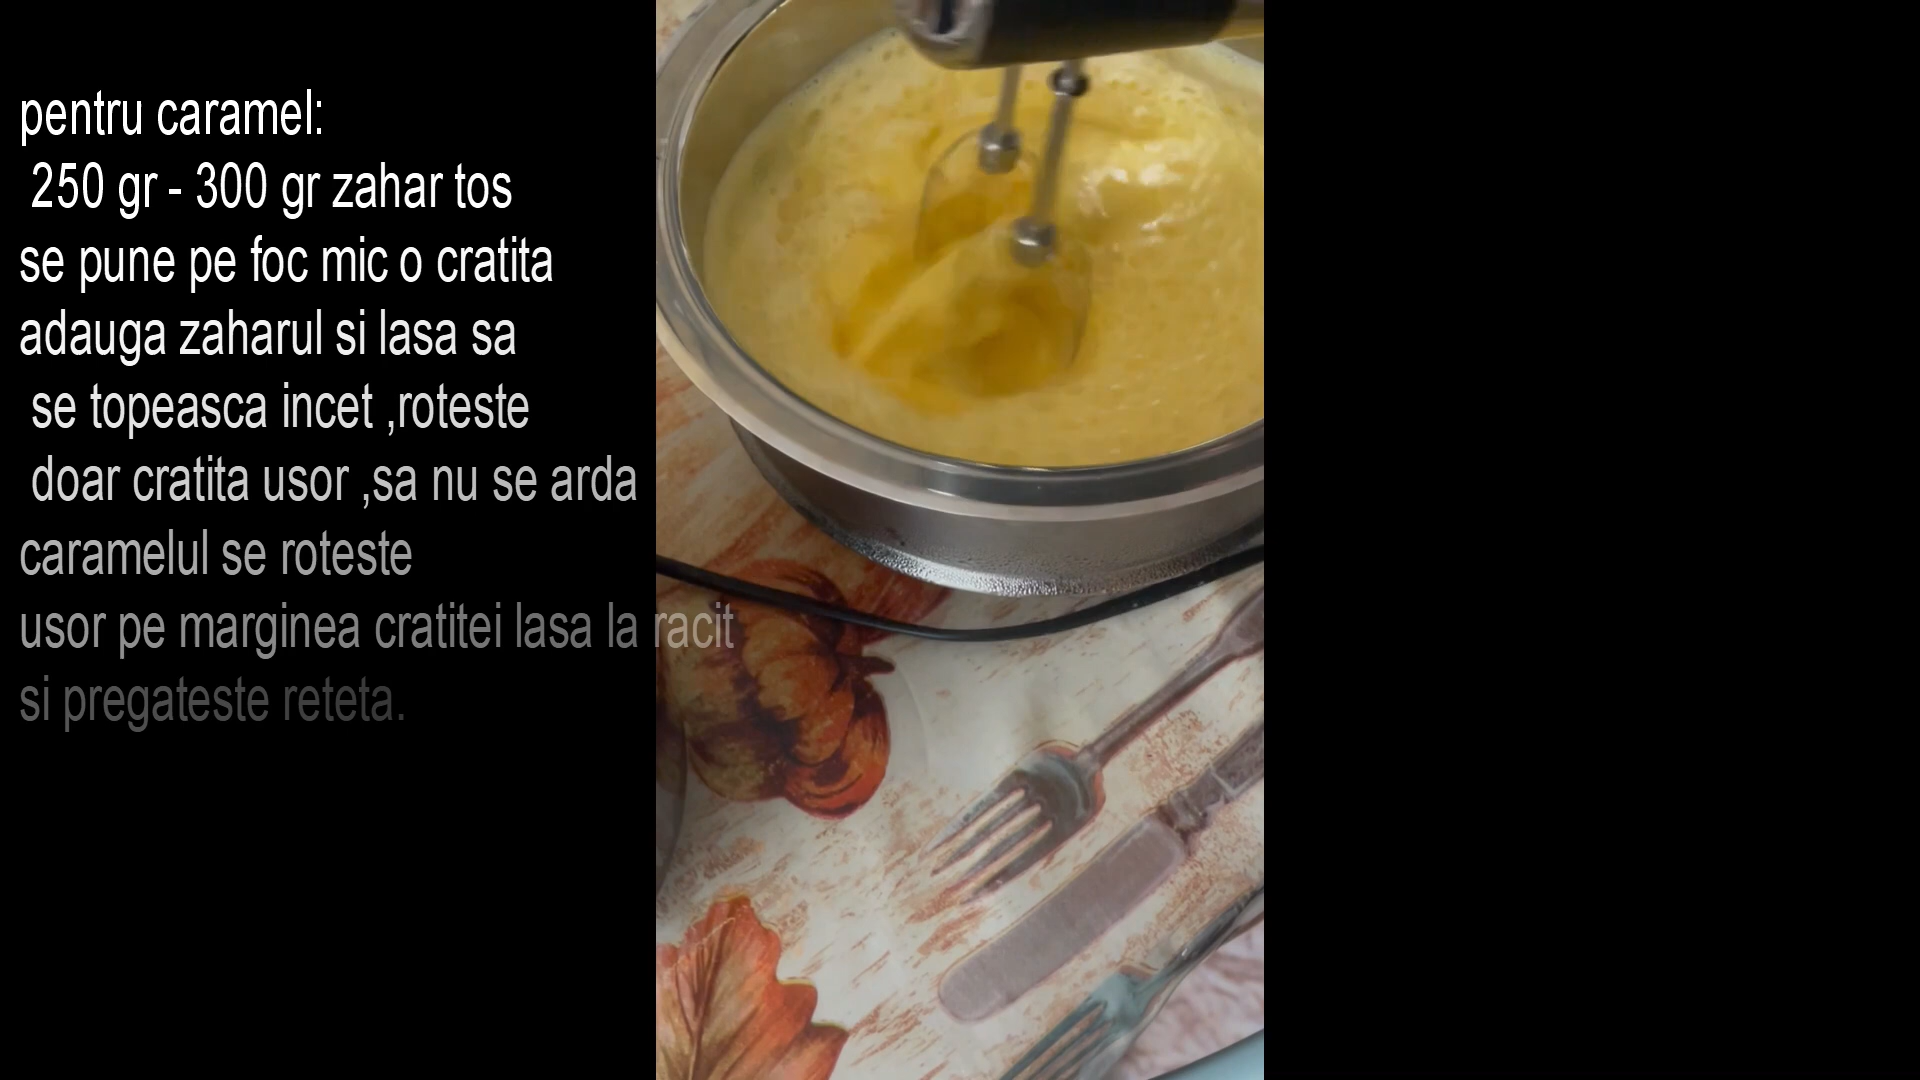 pentru caramel:
250 gr - 300 gr zahar tos
se pune pe foc mic o cratita
adauga zaharul si lasa sa
se topeasca incet ,roteste
doar cratita usor ,sa nu se arda
caramelul se roteste
usor pe marginea cratitei lasa la racit
si pregateste reteta.